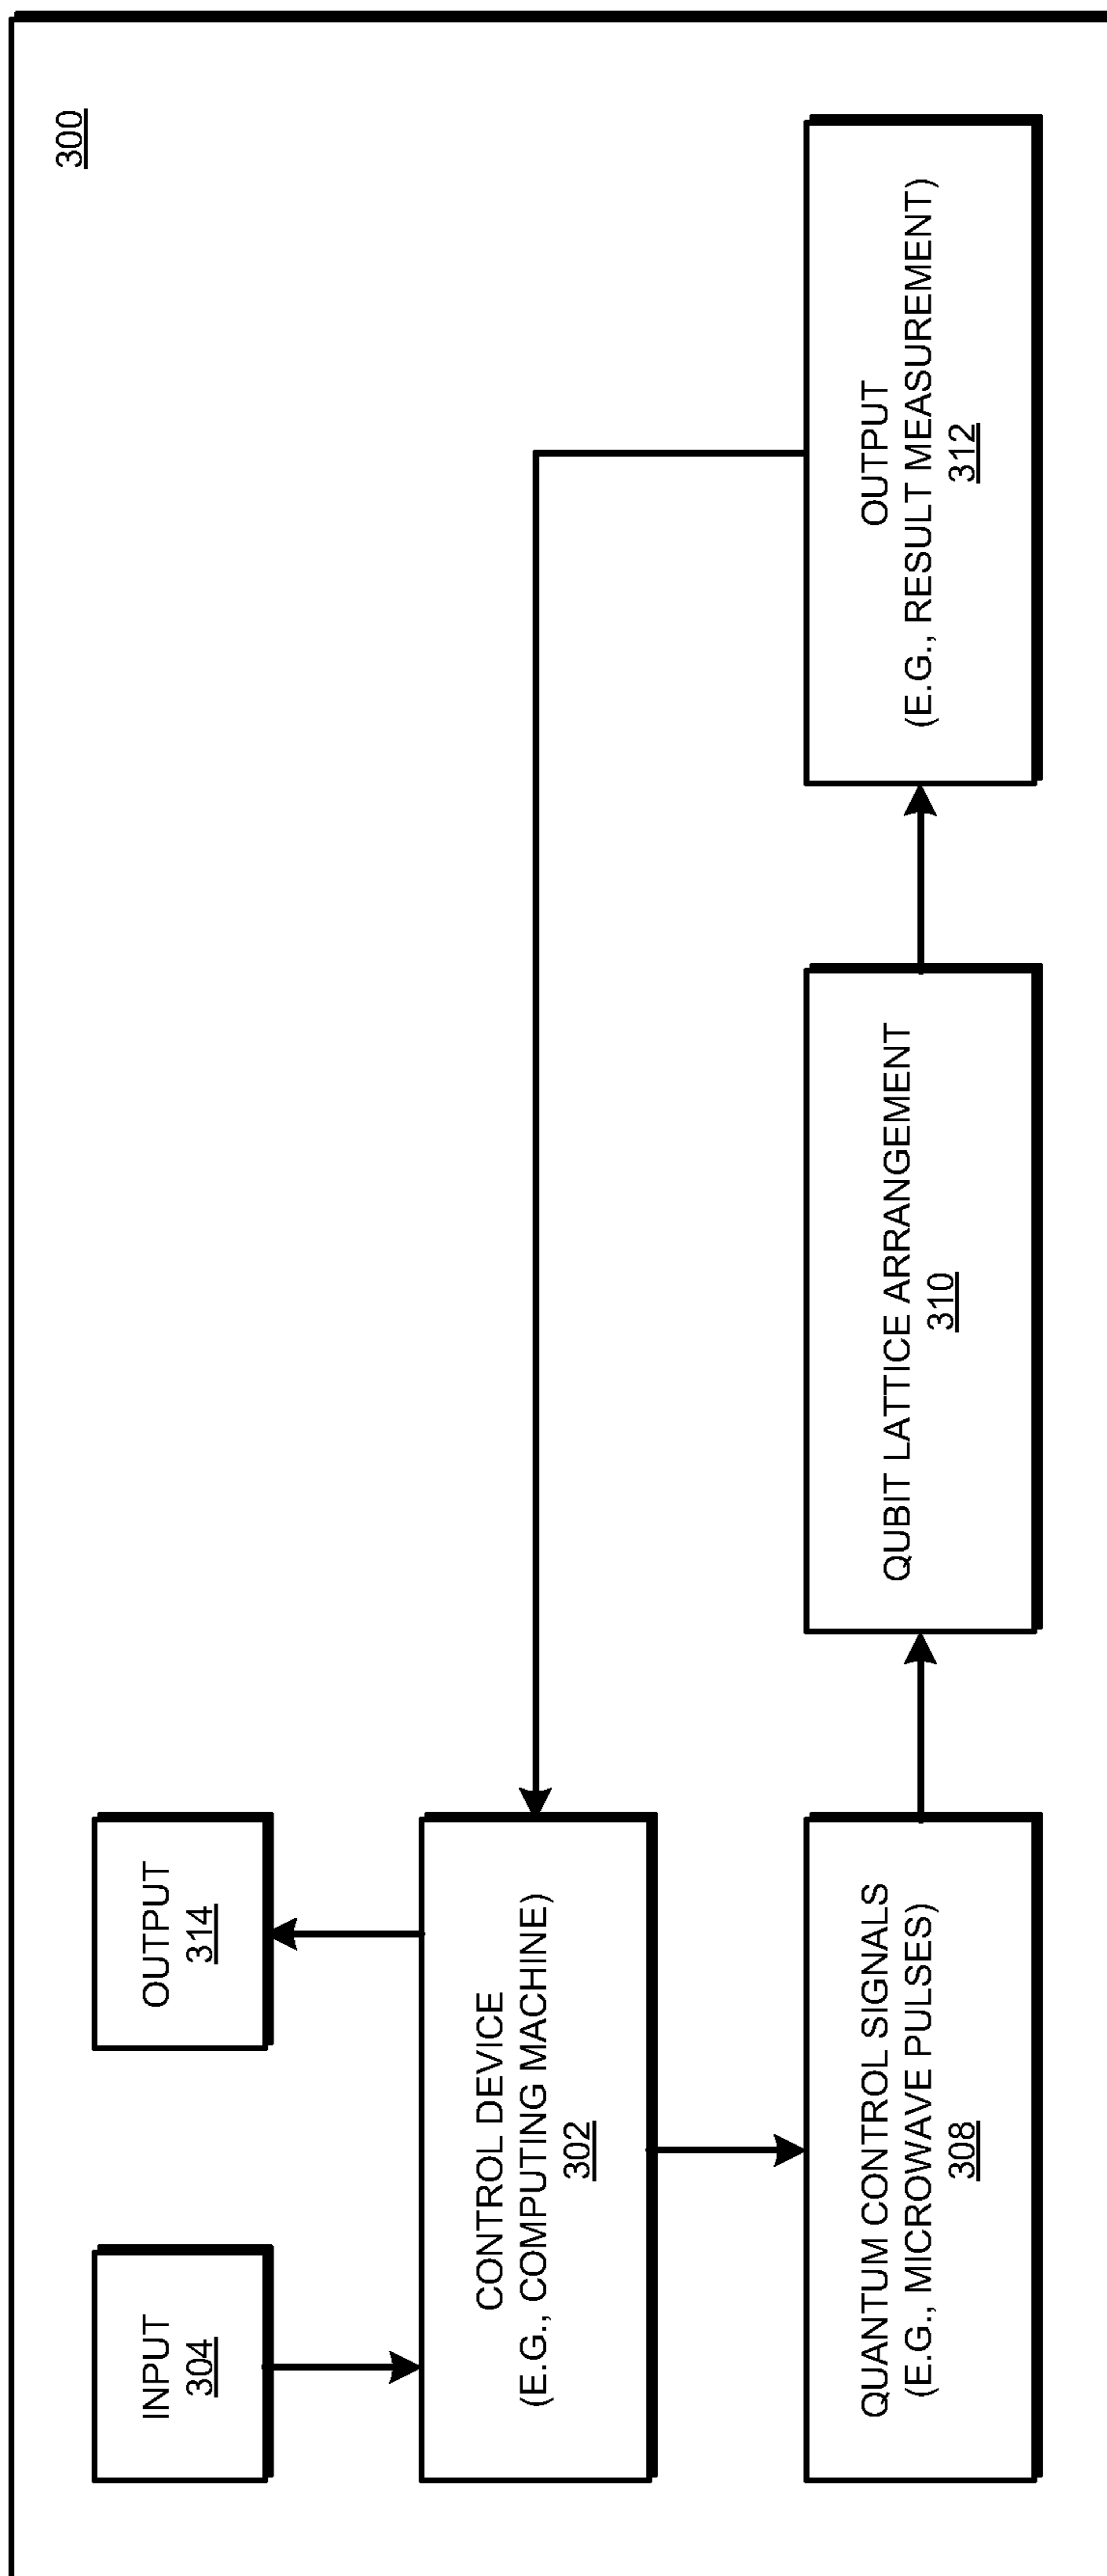 300
INPUT
304
OUTPUT
314
CONTROL DEVICE
(E.G., COMPUTING MACHINE)
302
QUANTUM CONTROL SIGNALS
(E.G., MICROWAVE PULSES)
308
QUBIT LATTICE ARRANGEMENT
310
OUTPUT
(E.G., RESULT MEASUREMENT)
312